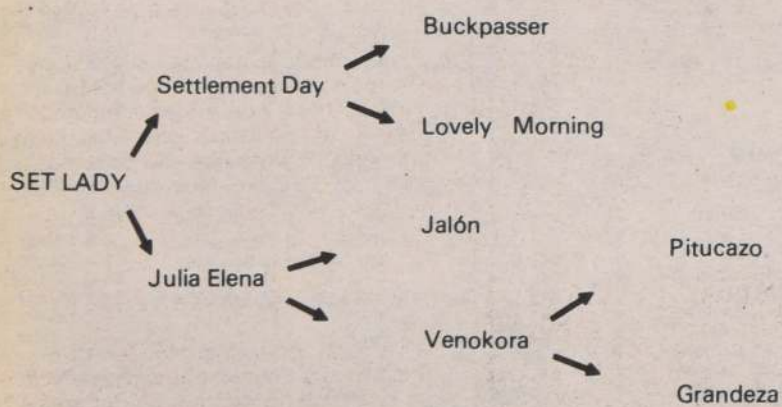 Buckpasser
Settlement Day
Lovely Morning
SET LADY
Jalón
Pitucazo
Julia Elena
Venokora
Grandeza